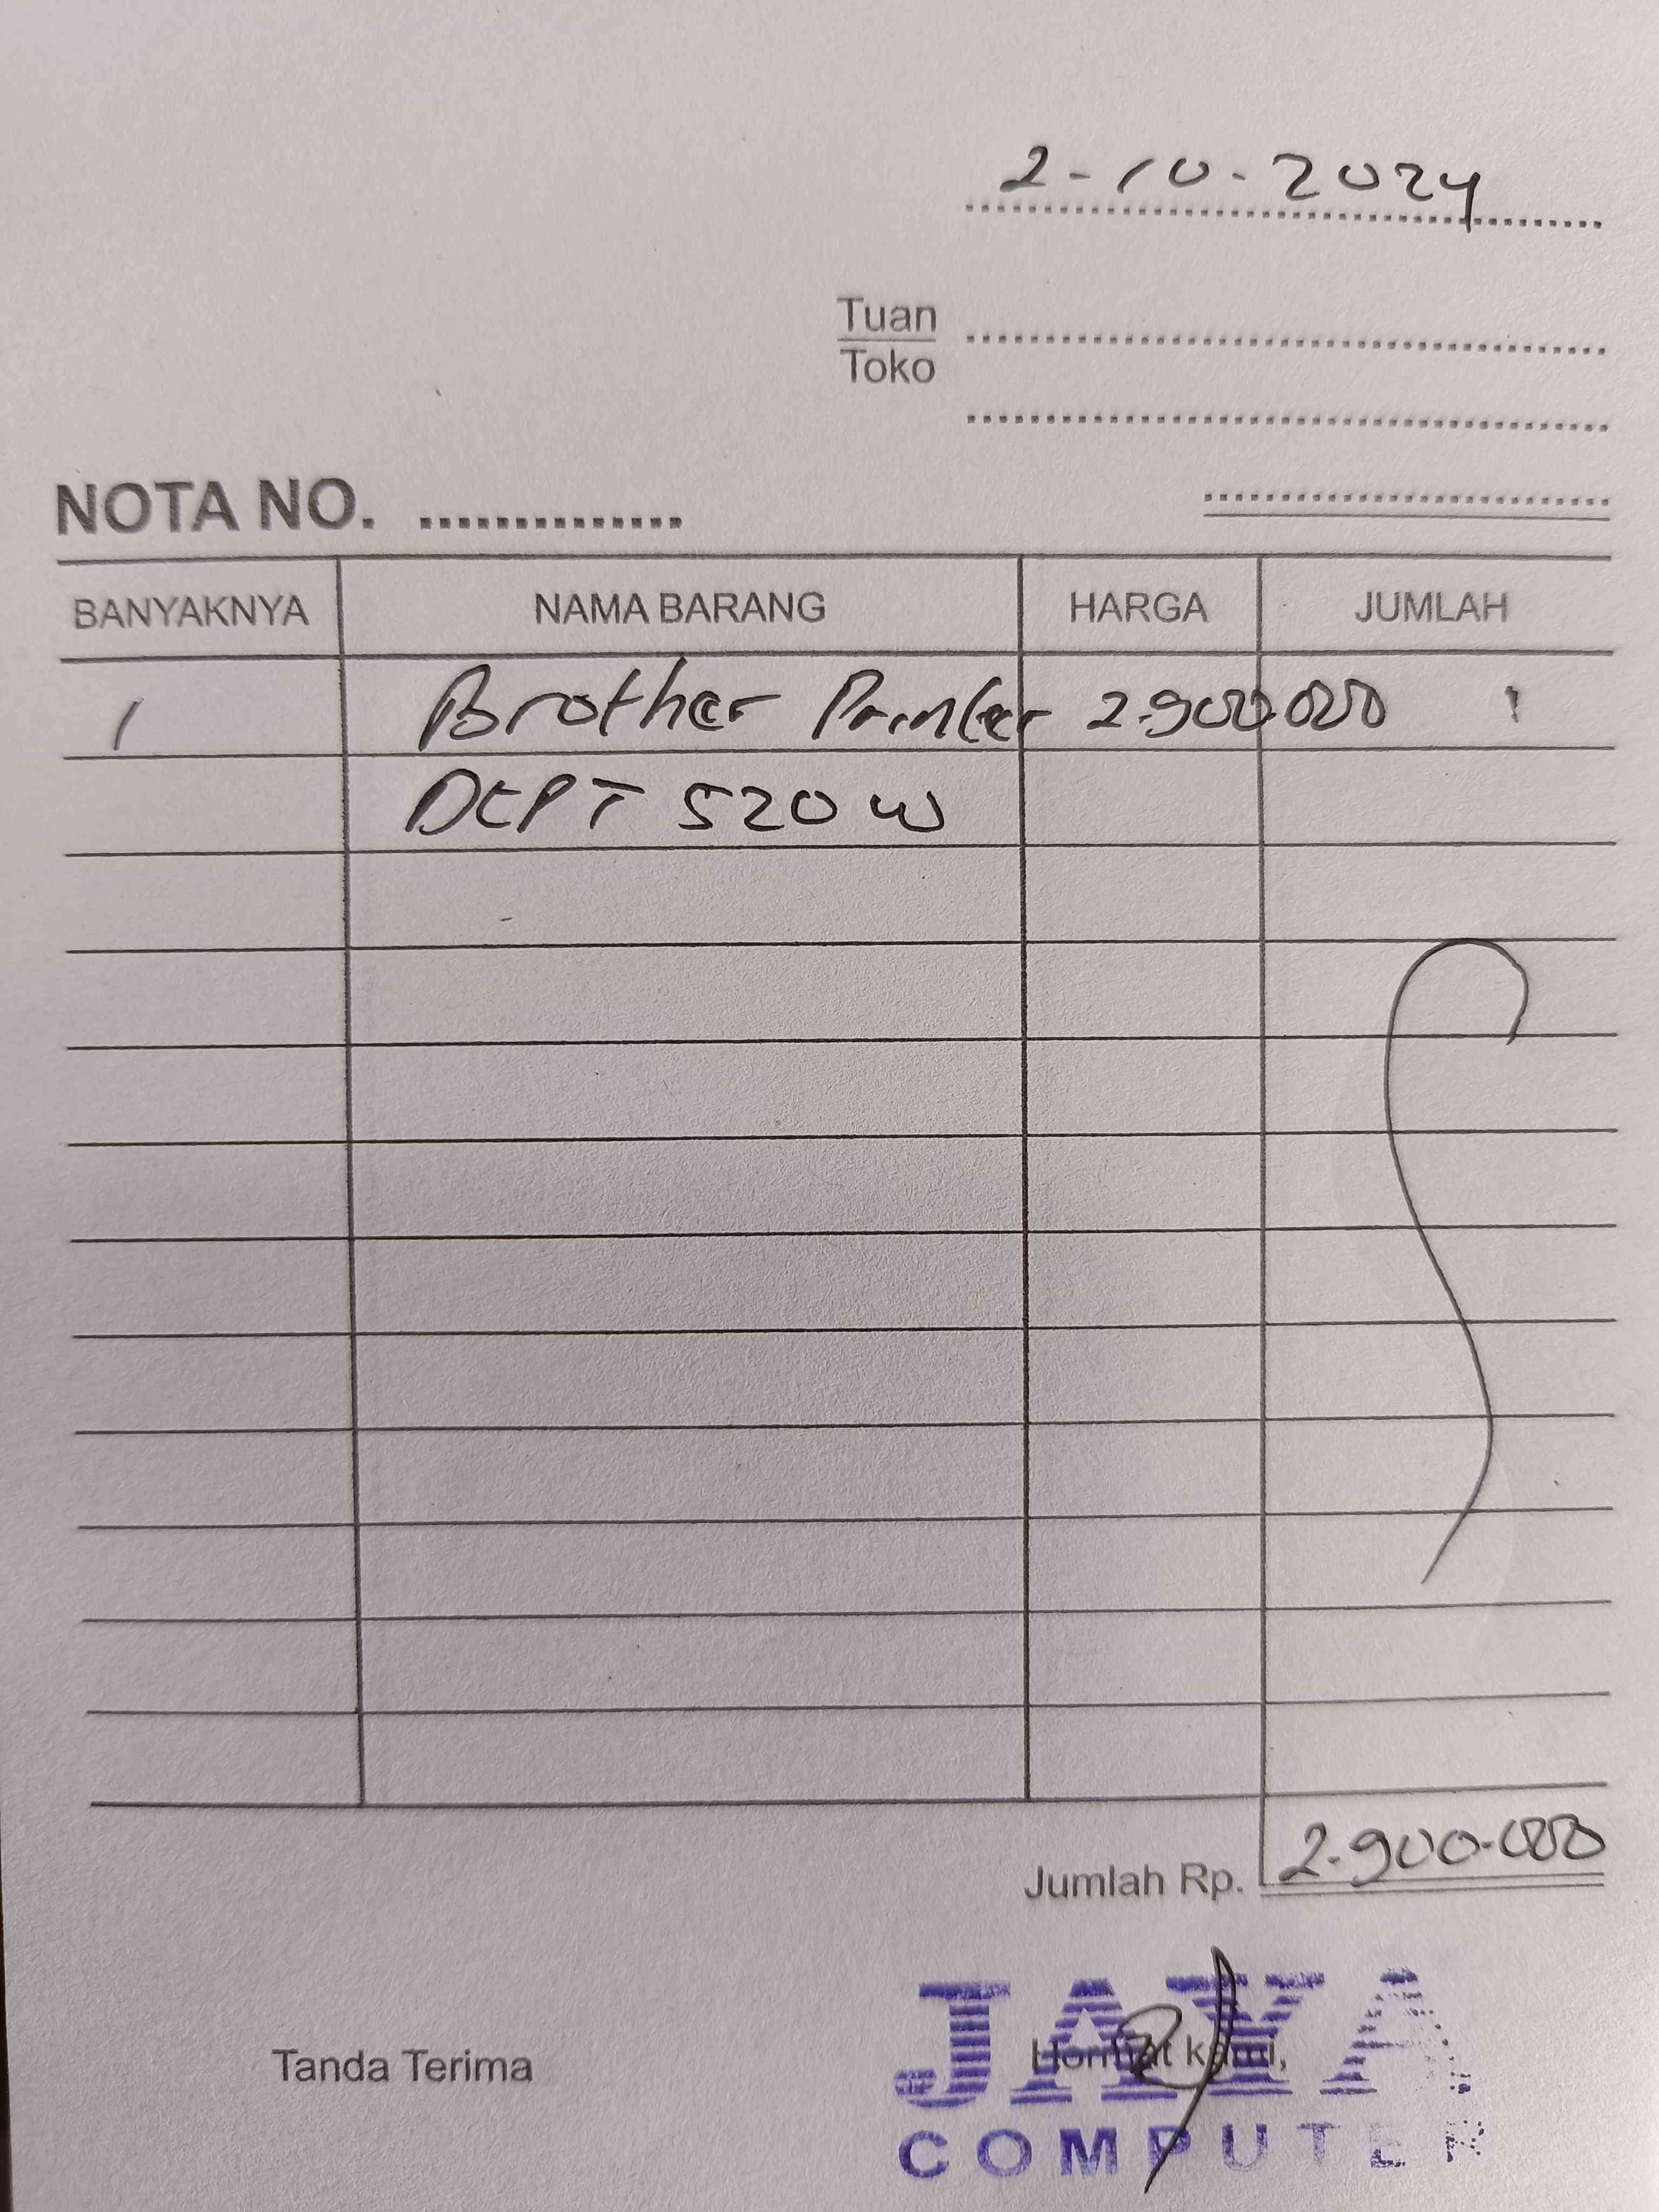 2-10-2024
Tuan
Toko
NOTA NO. ..............
BANYAKNYA NAMA BARANG HARGA JUMLAH
1 Brother Printer 2.900.000
DCPT 520 W
Jumlah Rp. 2.900.000
Tanda Terima Hormat kami,
JAYA
COMPUTER